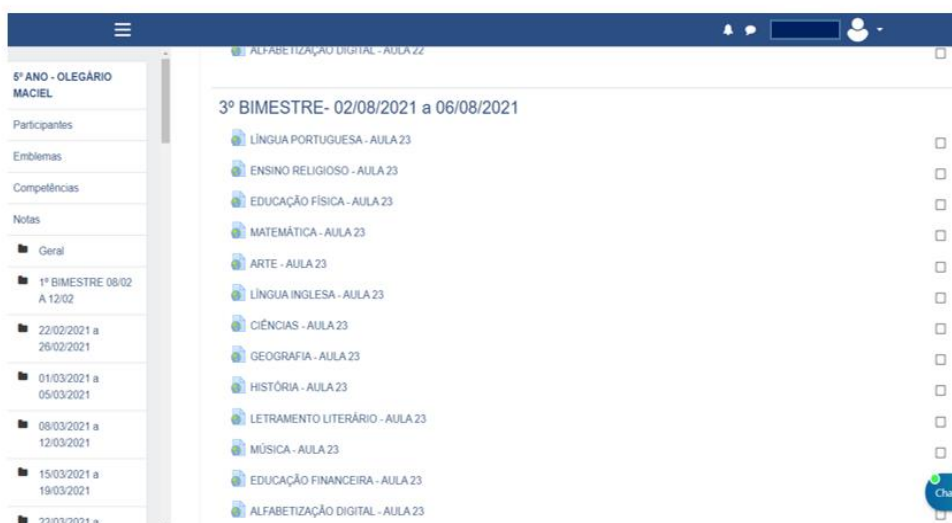 ALFABETIZAÇÃO DIGITAL - AULA 22
5º ANO - OLEGÁRIO
MACIEL
Participantes
Emblemas
Competências
Notas
Geral
1º BIMESTRE 08/02
A 12/02
22/02/2021 a
26/02/2021
01/03/2021 a
05/03/2021
08/03/2021 a
12/03/2021
15/03/2021 a
19/03/2021
22/03/2021 a
3º BIMESTRE- 02/08/2021 a 06/08/2021
LÍNGUA PORTUGUESA - AULA 23
ENSINO RELIGIOSO - AULA 23
EDUCAÇÃO FÍSICA - AULA 23
MATEMÁTICA - AULA 23
ARTE - AULA 23
LÍNGUA INGLESA - AULA 23
CIÊNCIAS - AULA 23
GEOGRAFIA - AULA 23
HISTÓRIA - AULA 23
LETRAMENTO LITERÁRIO - AULA 23
MÚSICA - AULA 23
EDUCAÇÃO FINANCEIRA - AULA 23
ALFABETIZAÇÃO DIGITAL - AULA 23
Cha